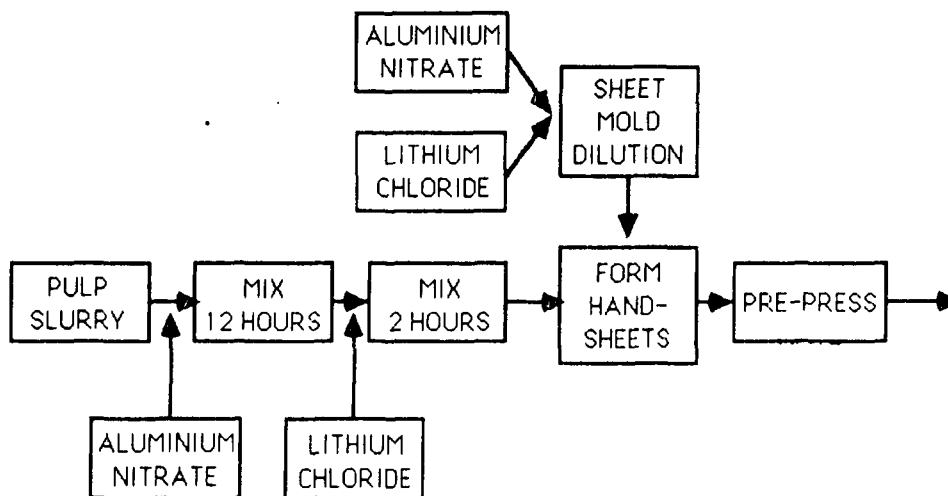 ALUMINIUM
NITRATE
LITHIUM
CHLORIDE
SHEET
MOLD
DILUTION
PULP
SLURRY
MIX
12 HOURS
MIX
2 HOURS
FORM
HAND-
SHEETS
PRE-PRESS
ALUMINIUM
NITRATE
LITHIUM
CHLORIDE